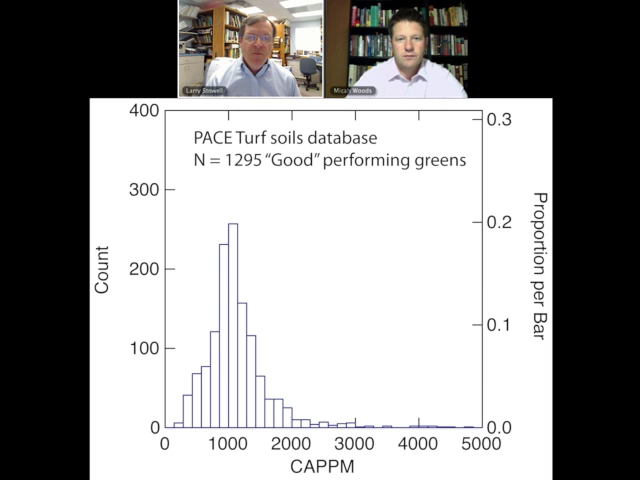 Larry Stowell
Micah Woods
PACE Turf soils database
N = 1295 “Good” performing greens
400
300
200
100
0
Count
0.3
0.2
0.1
0.0
Proportion per Bar
0 1000 2000 3000 4000 5000
CAPPM